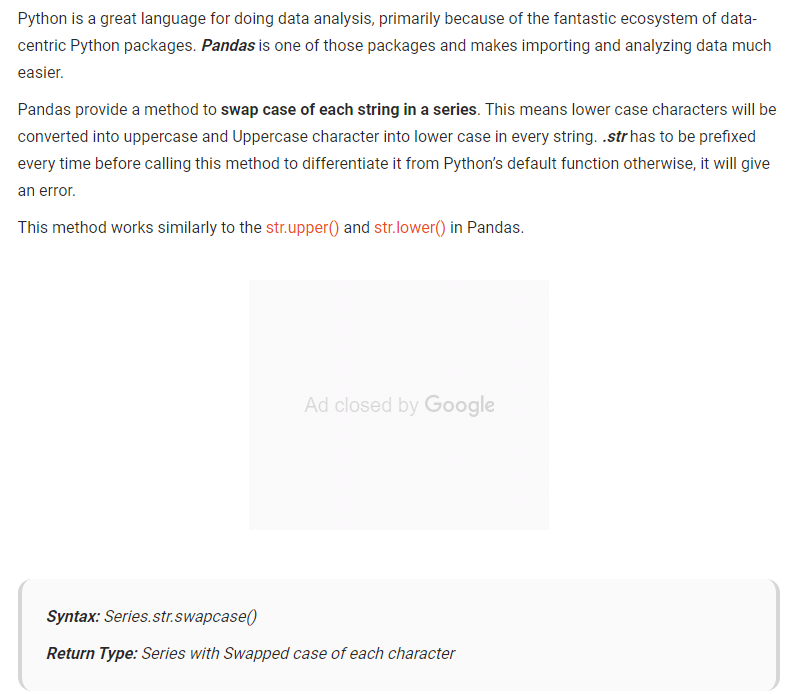 Python is a great language for doing data analysis, primarily because of the fantastic ecosystem of data-
centric Python packages. Pandas is one of those packages and makes importing and analyzing data much
easier.
Pandas provide a method to swap case of each string in a series. This means lower case characters will be
converted into uppercase and Uppercase character into lower case in every string. .str has to be prefixed
every time before calling this method to differentiate it from Python's default function otherwise, it will give
an error.
This method works similarly to the str.upper() and str.lower() in Pandas.
Ad closed by Google
Syntax: Series.str.swapcase()
Return Type: Series with Swapped case of each character